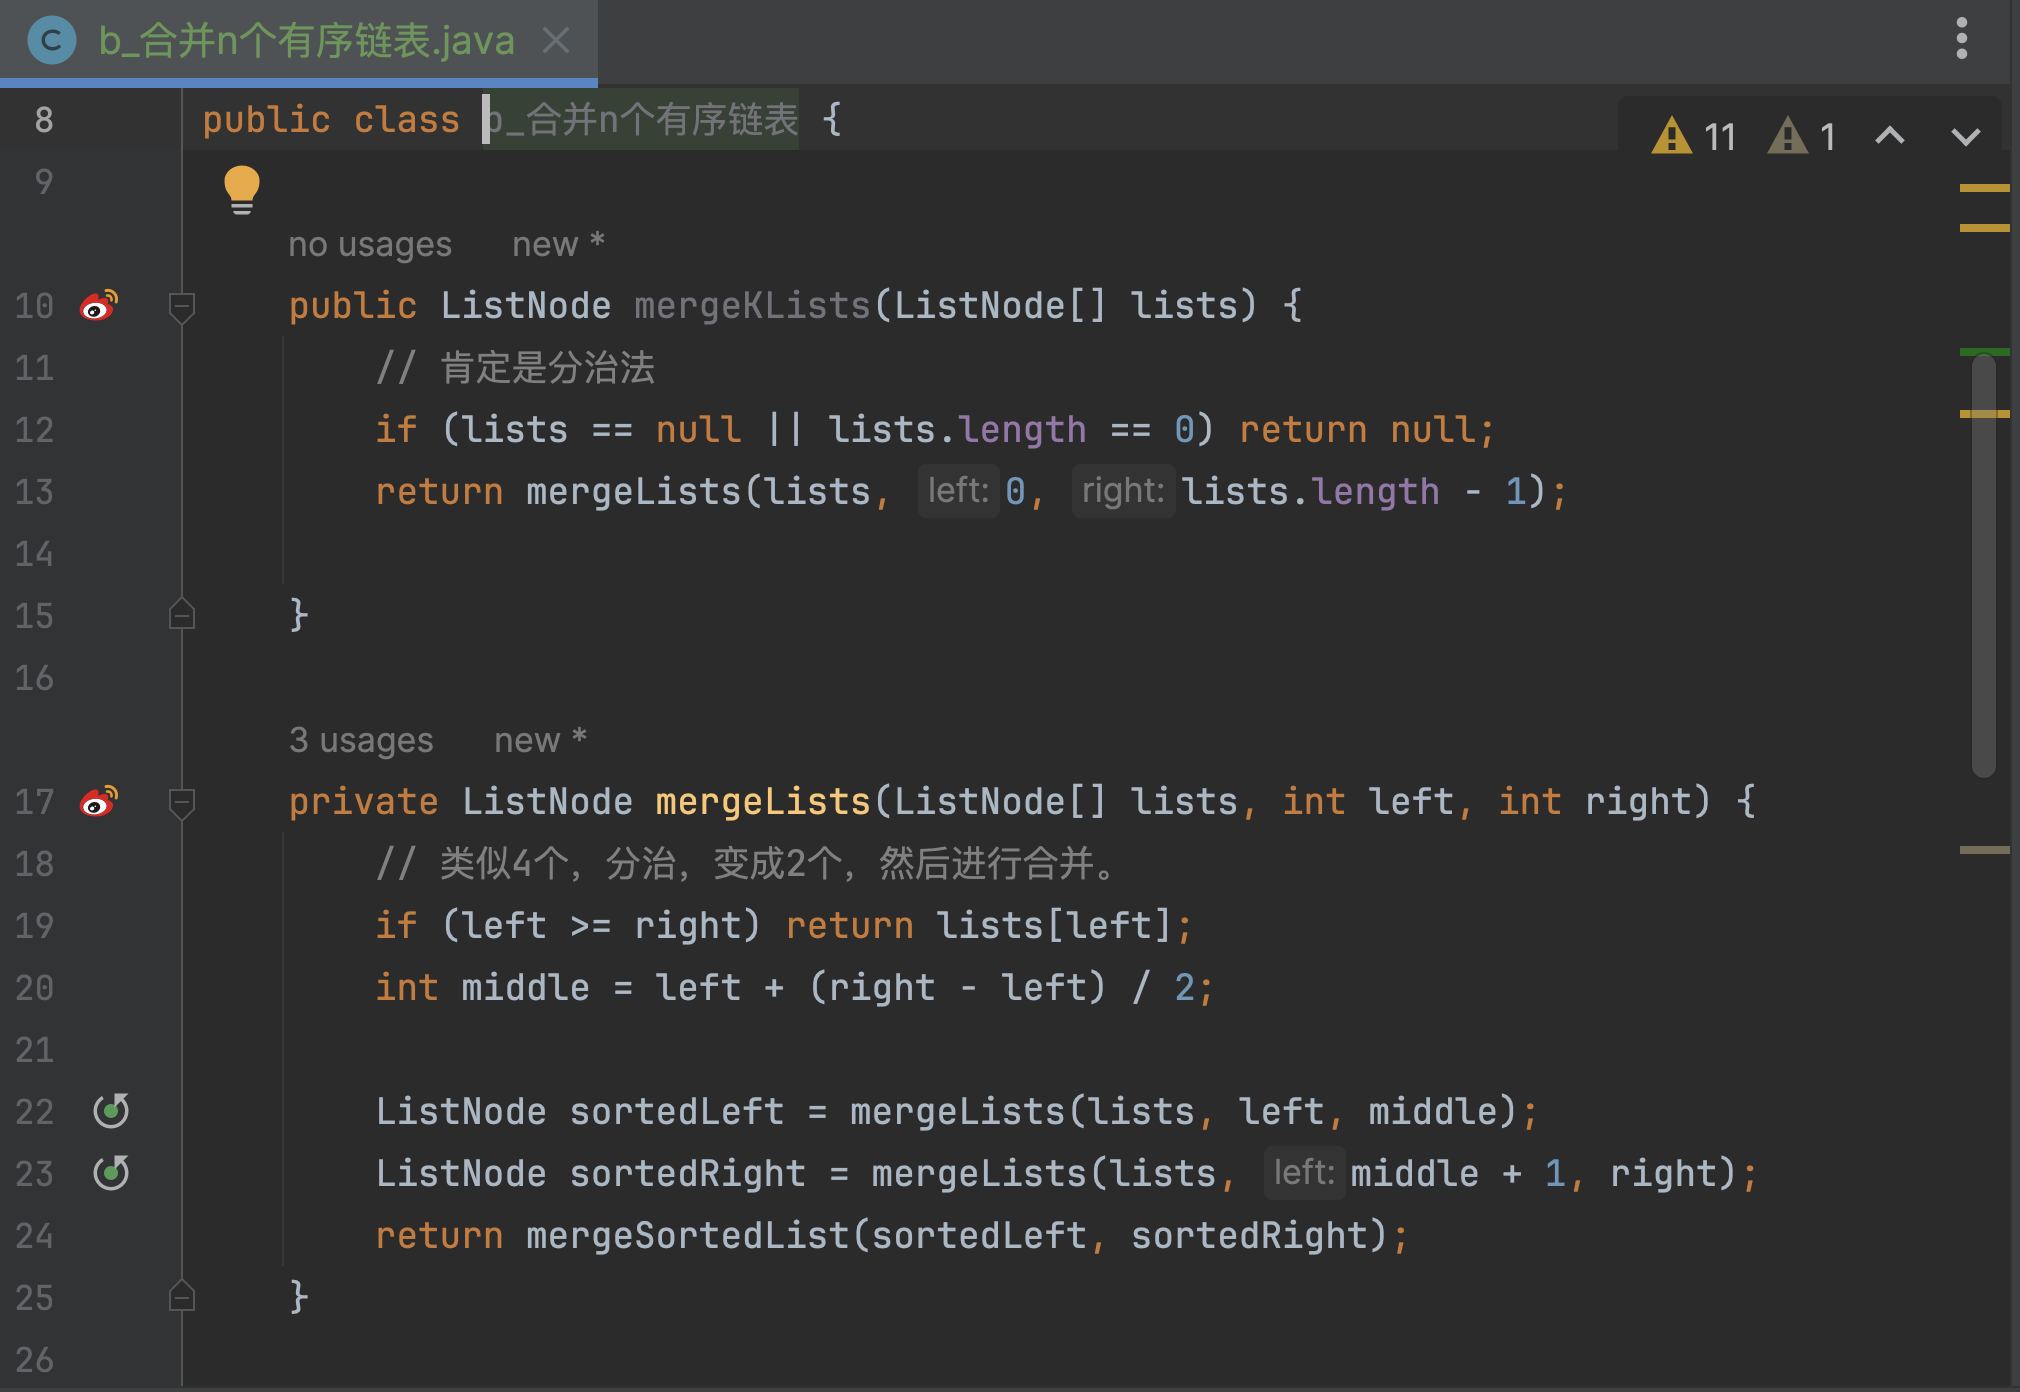 b_合并n个有序链表.java
8 public class b_合并n个有序链表 {
11 1
9
no usages new *
10 public ListNode mergeKLists(ListNode[] lists) {
11 // 肯定是分治法
12 if (lists == null || lists.length == 0) return null;
13 return mergeLists(lists, left: 0, right: lists.length - 1);
14
15 }
16
3 usages new *
17 private ListNode mergeLists(ListNode[] lists, int left, int right) {
18 // 类似4个，分治，变成2个，然后进行合并。
19 if (left >= right) return lists[left];
20 int middle = left + (right - left) / 2;
21
22 ListNode sortedLeft = mergeLists(lists, left, middle);
23 ListNode sortedRight = mergeLists(lists, left: middle + 1, right);
24 return mergeSortedList(sortedLeft, sortedRight);
25 }
26